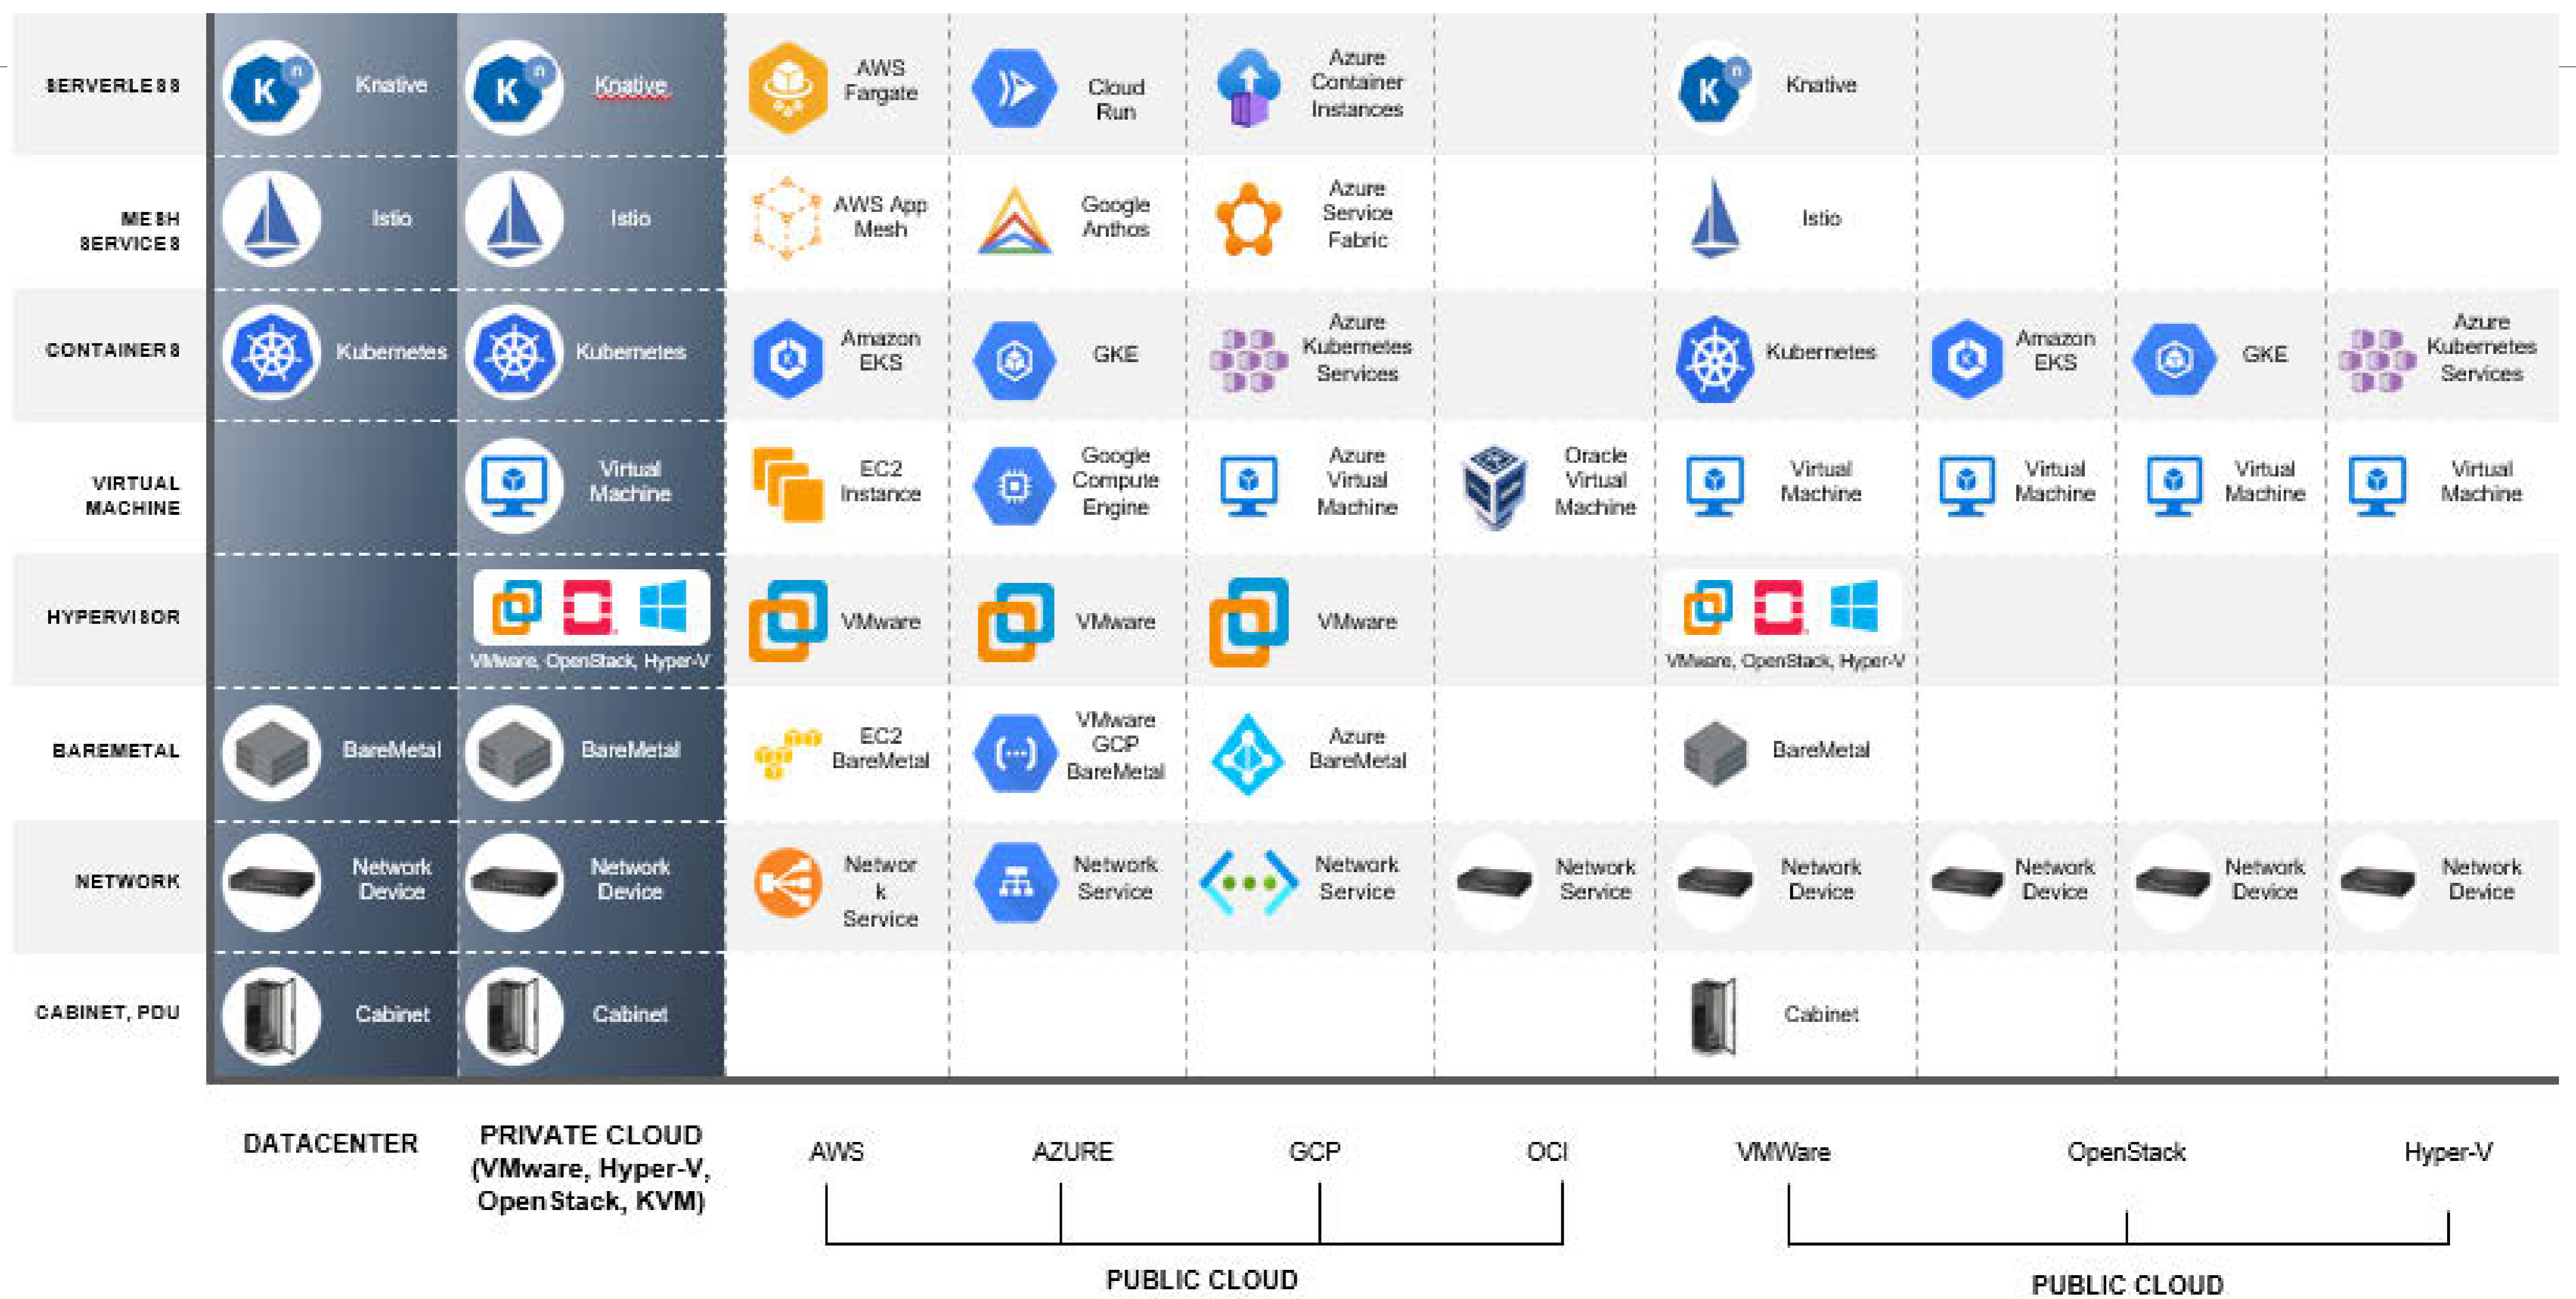 SERVERLESS
Knative
Knative
AWS
Fargate
Cloud
Run
Azure
Container
Instances
Knative
MESH
SERVICES
Istio
Istio
AWS App
Mesh
Google
Anthos
Azure
Service
Fabric
Istio
CONTAINERS
Kubernetes
Kubernetes
Amazon
EKS
GKE
Azure
Kubernetes
Services
Kubernetes
Amazon
EKS
GKE
Azure
Kubernetes
Services
VIRTUAL
MACHINE
Virtual
Machine
EC2
Instance
Google
Compute
Engine
Azure
Virtual
Machine
Oracle
Virtual
Machine
Virtual
Machine
Virtual
Machine
Virtual
Machine
Virtual
Machine
HYPERVISOR
VMware, OpenStack, Hyper-V
VMware
VMware
VMware
VMware, OpenStack, Hyper-V
BAREMETAL
BareMetal
BareMetal
EC2
BareMetal
VMware
GCP
BareMetal
Azure
BareMetal
BareMetal
NETWORK
Network
Device
Network
Device
Networ
k
Service
Network
Service
Network
Service
Network
Service
Network
Device
Network
Device
Network
Device
Network
Device
CABINET, PDU
Cabinet
Cabinet
Cabinet
DATACENTER
PRIVATE CLOUD
(VMware, Hyper-V,
OpenStack, KVM)
AWS
AZURE
GCP
OCI
VMWare
OpenStack
Hyper-V
PUBLIC CLOUD
PUBLIC CLOUD